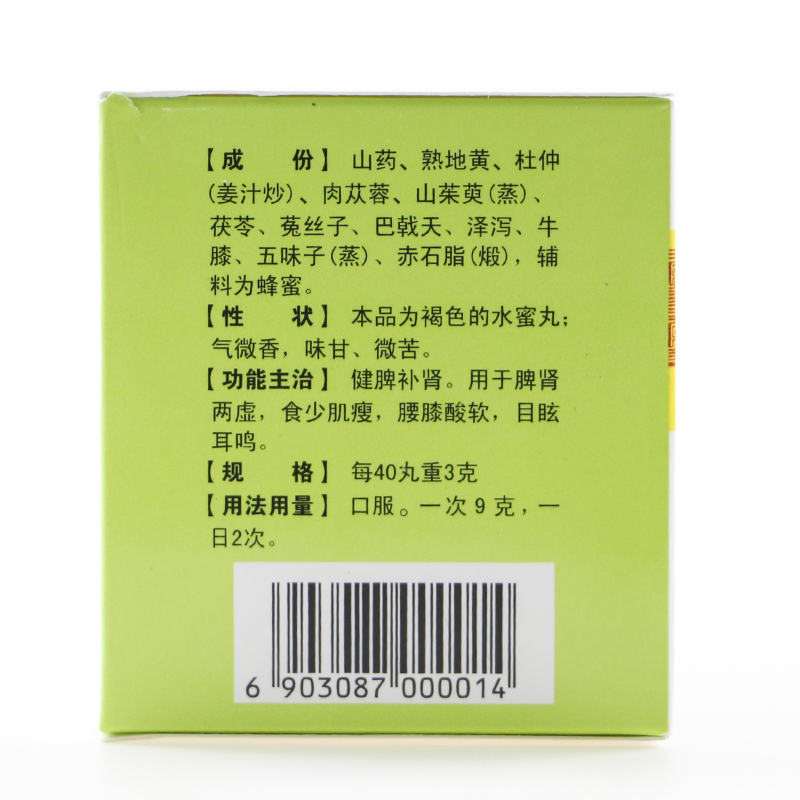 【成　　份】 山药、熟地黄、杜仲
(姜汁炒)、肉苁蓉、山茱萸(蒸)、
茯苓、菟丝子、巴戟天、泽泻、牛
膝、五味子(蒸)、赤石脂(煅)，辅
料为蜂蜜。
【性　　状】 本品为褐色的水蜜丸；
气微香，味甘、微苦。
【功能主治】 健脾补肾。用于脾肾
两虚，食少肌瘦，腰膝酸软，目眩
耳鸣。
【规　　格】 每40丸重3克
【用法用量】 口服。一次 9 克，一
日2次。
6 903087 000014